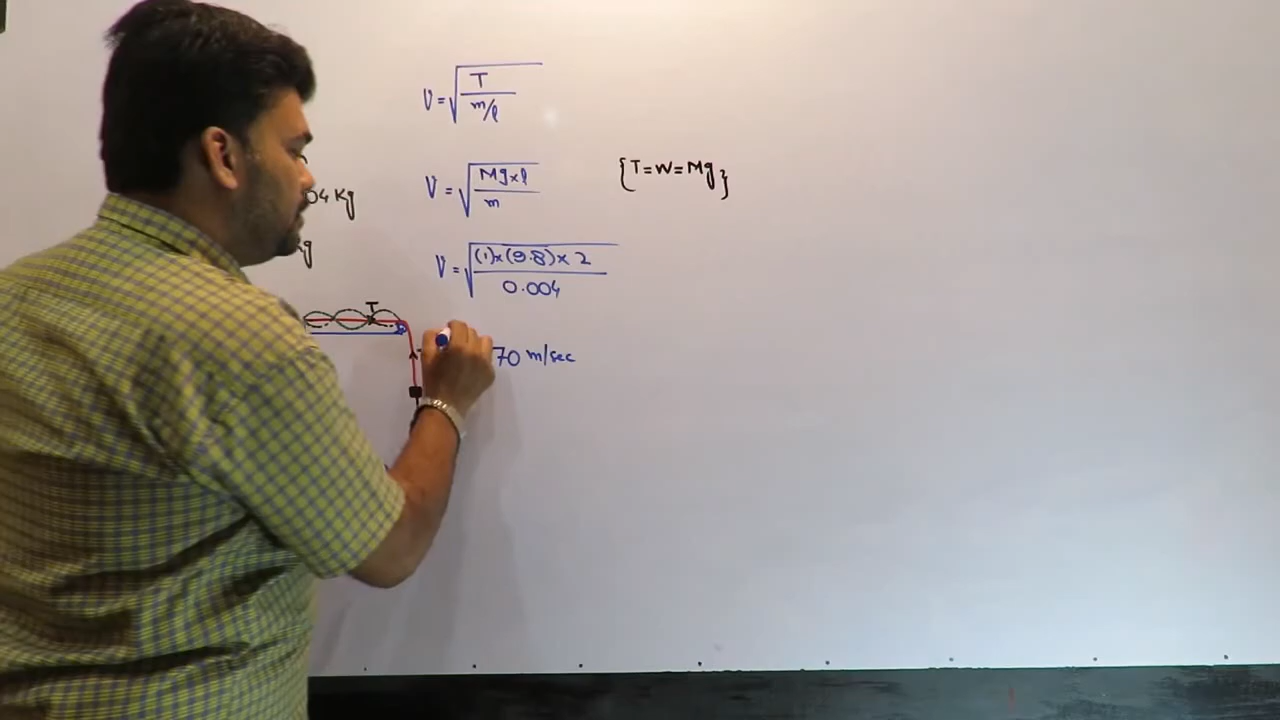 V = √T / m/l
V = √Mg×l / m
{T=W=Mg}
04 Kg
g
V = √(1)×(9.8)×2 / 0.004
T
70 m/sec